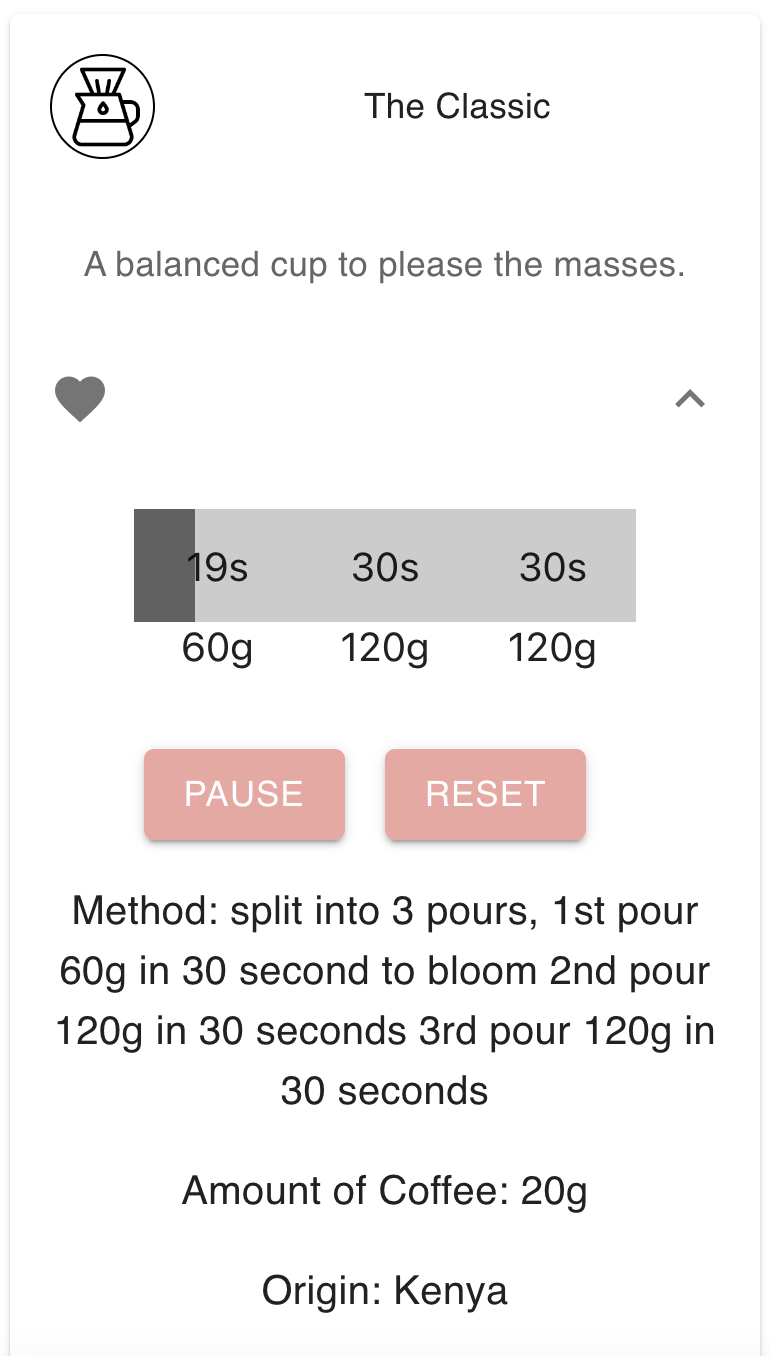 The Classic
A balanced cup to please the masses.
19s 30s 30s
60g 120g 120g
PAUSE RESET
Method: split into 3 pours, 1st pour
60g in 30 second to bloom 2nd pour
120g in 30 seconds 3rd pour 120g in
30 seconds
Amount of Coffee: 20g
Origin: Kenya